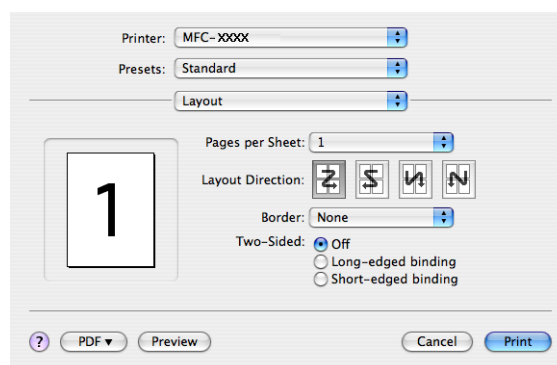 Printer: MFC-XXXX
Presets: Standard
Layout
Pages per Sheet: 1
Layout Direction:
Border: None
Two-Sided: Off
Long-edged binding
Short-edged binding
1
? PDF▼ Preview Cancel Print